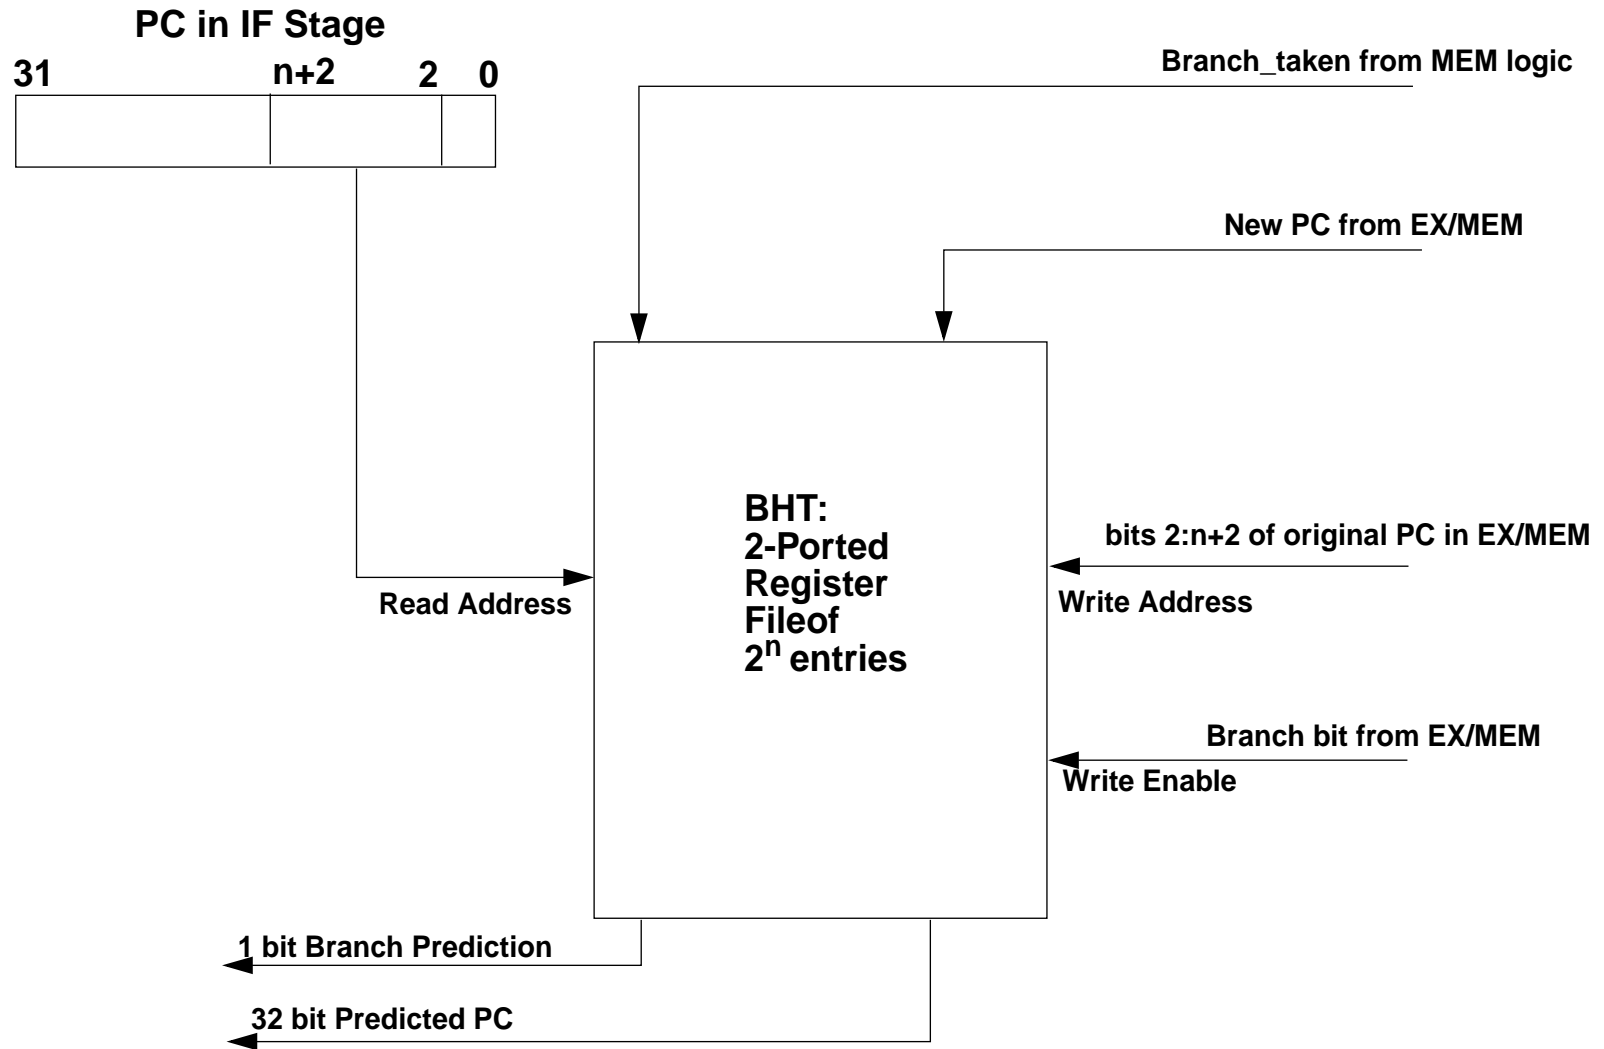 PC in IF Stage
31 n+2 2 0
Branch_taken from MEM logic
New PC from EX/MEM
BHT:
2-Ported
Register
Fileof
2ⁿ entries
bits 2:n+2 of original PC in EX/MEM
Read Address
Write Address
Branch bit from EX/MEM
Write Enable
1 bit Branch Prediction
32 bit Predicted PC